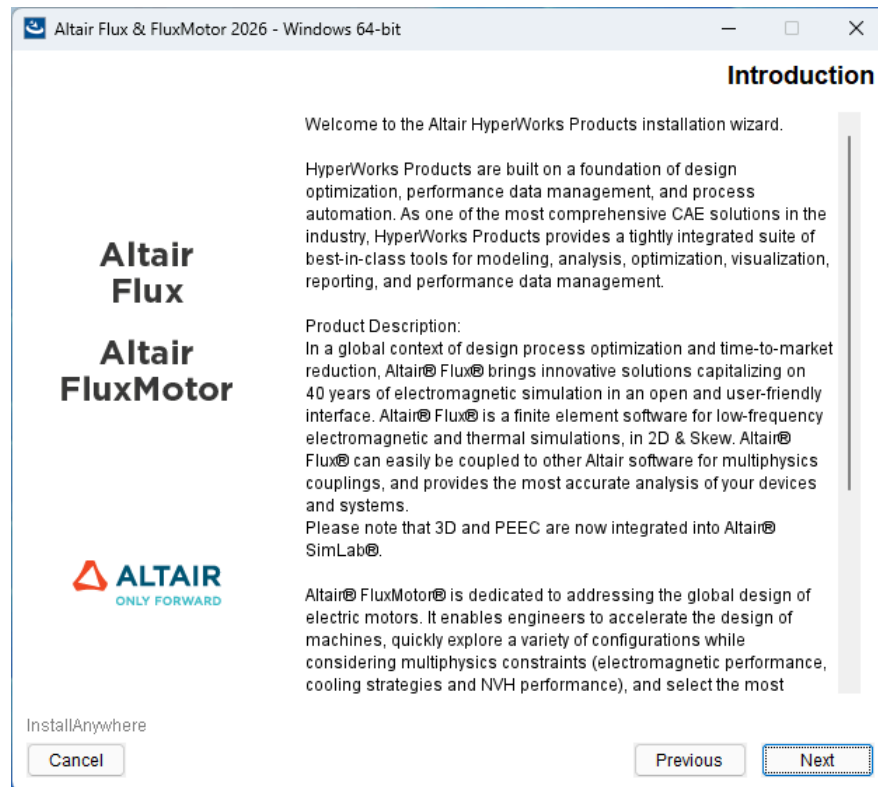 Altair Flux & FluxMotor 2026 - Windows 64-bit
Introduction
Welcome to the Altair HyperWorks Products installation wizard.
HyperWorks Products are built on a foundation of design
optimization, performance data management, and process
automation. As one of the most comprehensive CAE solutions in the
industry, HyperWorks Products provides a tightly integrated suite of
best-in-class tools for modeling, analysis, optimization, visualization,
reporting, and performance data management.
Product Description:
In a global context of design process optimization and time-to-market
reduction, Altair® Flux® brings innovative solutions capitalizing on
40 years of electromagnetic simulation in an open and user-friendly
interface. Altair® Flux® is a finite element software for low-frequency
electromagnetic and thermal simulations, in 2D & Skew. Altair®
Flux® can easily be coupled to other Altair software for multiphysics
couplings, and provides the most accurate analysis of your devices
and systems.
Please note that 3D and PEEC are now integrated into Altair®
SimLab®.
Altair® FluxMotor® is dedicated to addressing the global design of
electric motors. It enables engineers to accelerate the design of
machines, quickly explore a variety of configurations while
considering multiphysics constraints (electromagnetic performance,
cooling strategies and NVH performance), and select the most
Altair
Flux
Altair
FluxMotor
ALTAIR
ONLY FORWARD
InstallAnywhere
Cancel
Previous
Next